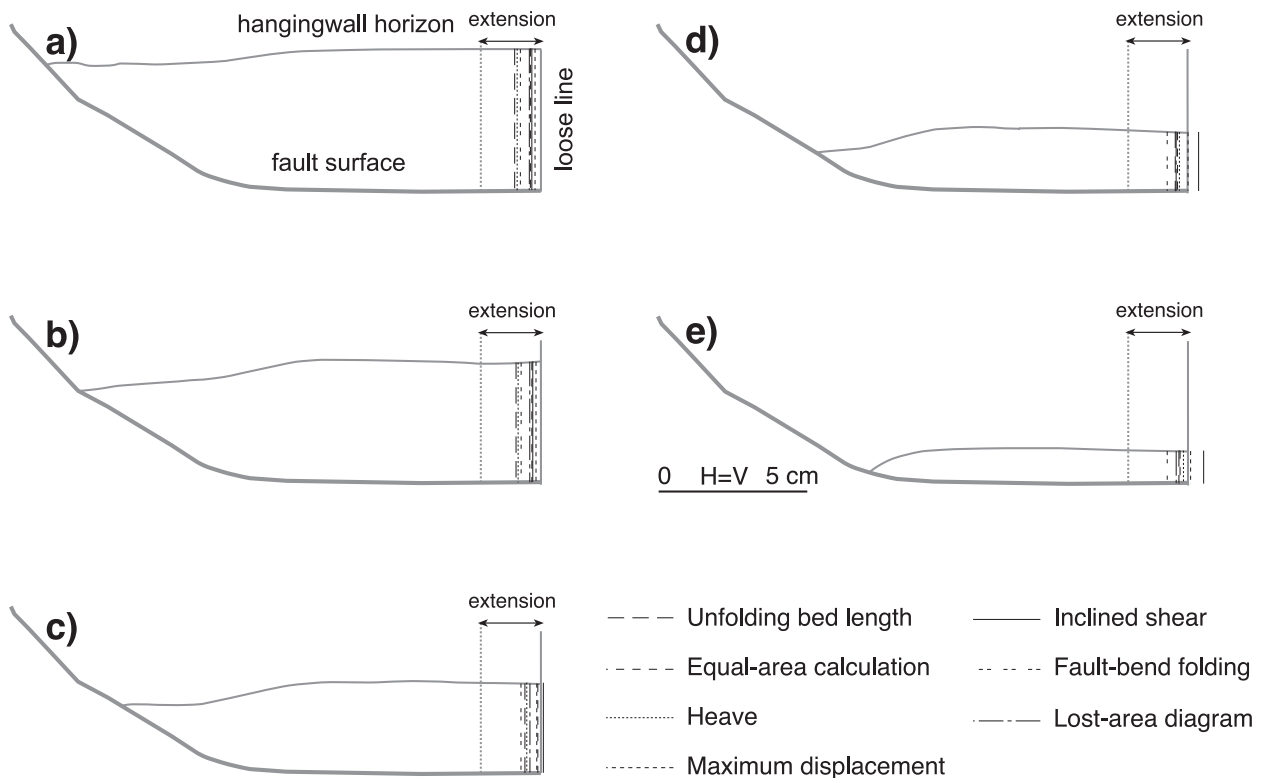 a)
hangingwall horizon
extension
loose line
fault surface
b)
extension
c)
extension
d)
extension
e)
extension
0 H=V 5 cm
Unfolding bed length
Equal-area calculation
Heave
Maximum displacement
Inclined shear
Fault-bend folding
Lost-area diagram